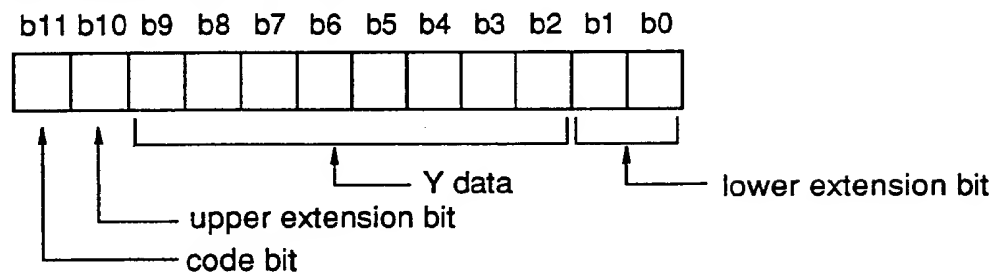 b11 b10 b9 b8 b7 b6 b5 b4 b3 b2 b1 b0
Y data
lower extension bit
upper extension bit
code bit